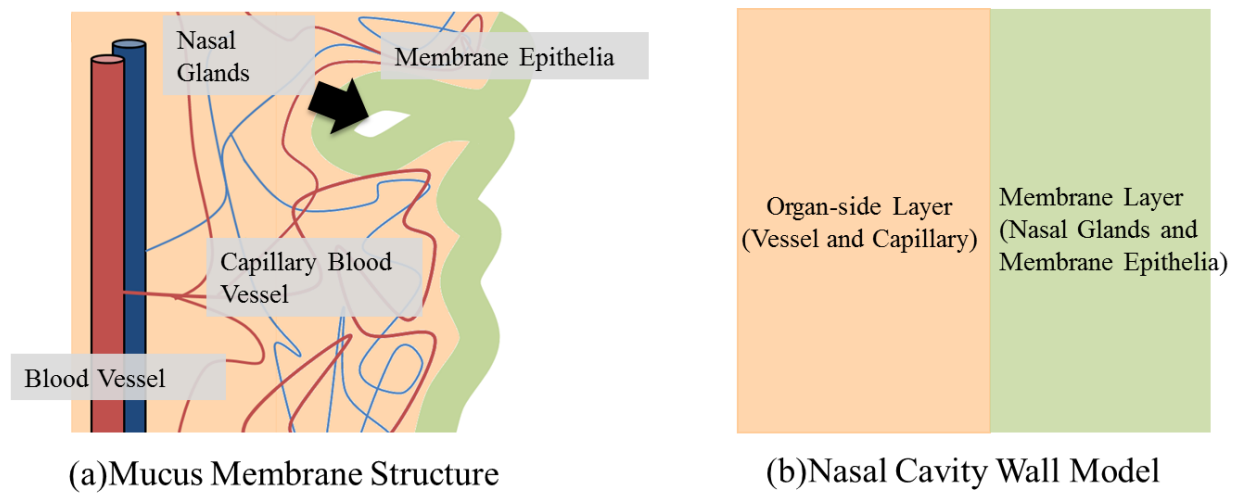 Nasal
Glands
Membrane Epithelia
Capillary Blood
Vessel
Blood Vessel
(a)Mucus Membrane Structure
Organ-side Layer
(Vessel and Capillary)
Membrane Layer
(Nasal Glands and
Membrane Epithelia)
(b)Nasal Cavity Wall Model